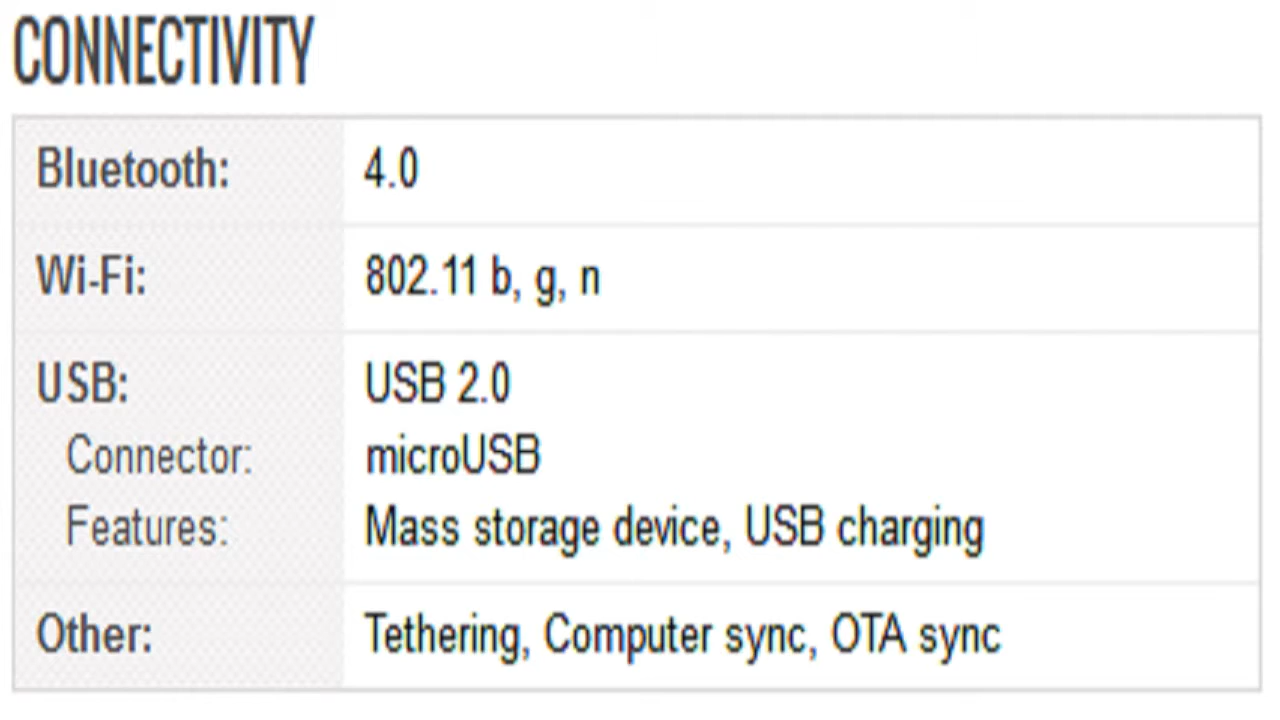 CONNECTIVITY
Bluetooth: 4.0
Wi-Fi: 802.11 b, g, n
USB: USB 2.0
Connector: microUSB
Features: Mass storage device, USB charging
Other: Tethering, Computer sync, OTA sync